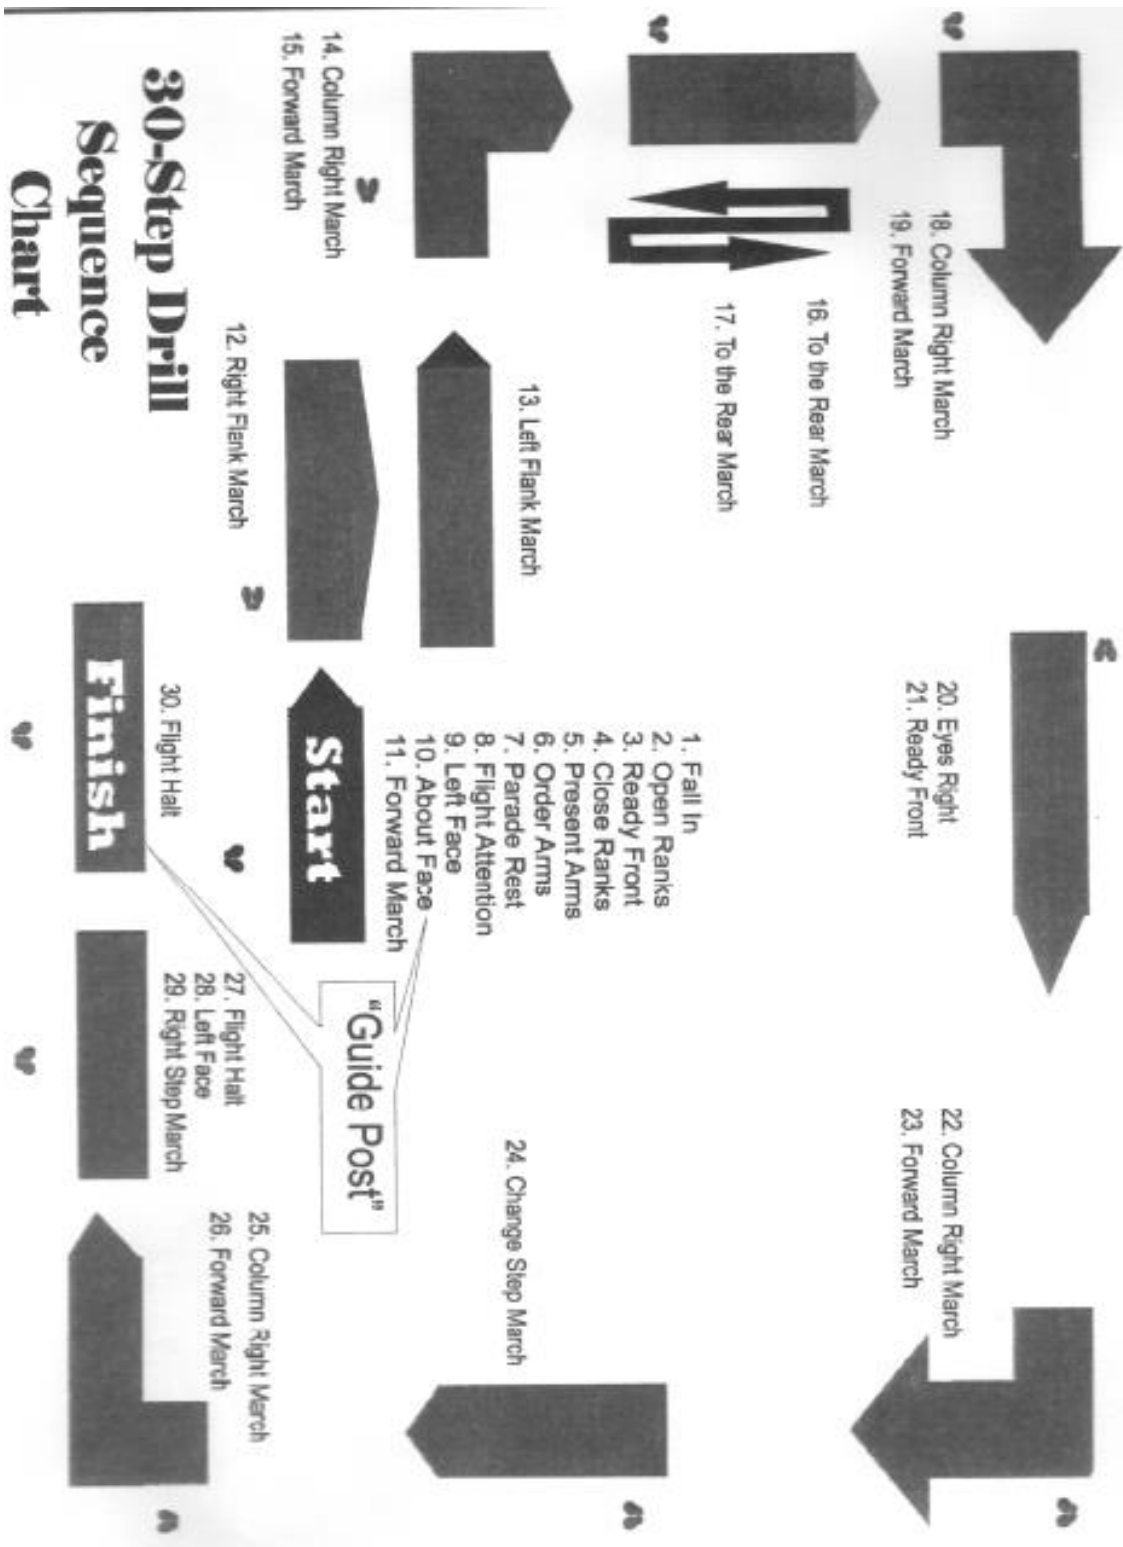 30-Step Drill
Sequence
Chart
Start
1. Fall In
2. Open Ranks
3. Ready Front
4. Close Ranks
5. Present Arms
6. Order Arms
7. Parade Rest
8. Flight Attention
9. Left Face
10. About Face
11. Forward March
12. Right Flank March
13. Left Flank March
14. Column Right March
15. Forward March
16. To the Rear March
17. To the Rear March
18. Column Right March
19. Forward March
20. Eyes Right
21. Ready Front
22. Column Right March
23. Forward March
24. Change Step March
25. Column Right March
26. Forward March
27. Flight Halt
28. Left Face
29. Right Step March
30. Flight Halt
Finish
"Guide Post"